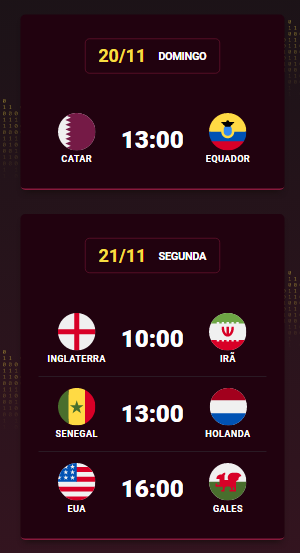 20/11 DOMINGO
13:00
CATAR EQUADOR
21/11 SEGUNDA
10:00
INGLATERRA IRÃ
13:00
SENEGAL HOLANDA
16:00
EUA GALES